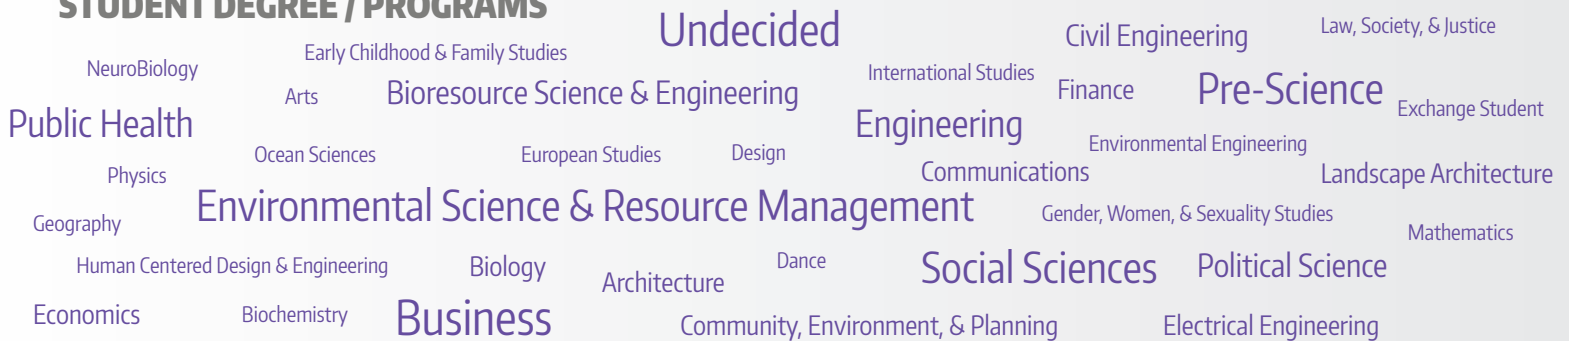 STUDENT DEGREE / PROGRAMS
Undecided
Civil Engineering
Law, Society, & Justice
Early Childhood & Family Studies
NeuroBiology
International Studies
Arts
Bioresource Science & Engineering
Finance
Pre-Science
Exchange Student
Public Health
Engineering
Environmental Engineering
Ocean Sciences
European Studies
Design
Physics
Communications
Landscape Architecture
Environmental Science & Resource Management
Gender, Women, & Sexuality Studies
Geography
Mathematics
Human Centered Design & Engineering
Biology
Dance
Social Sciences
Political Science
Architecture
Economics
Biochemistry
Business
Community, Environment, & Planning
Electrical Engineering